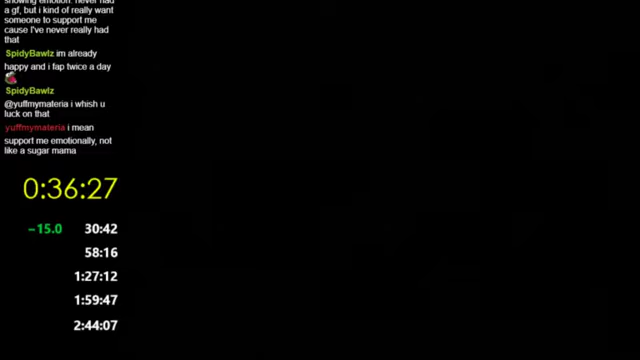 showing emotion. never had
a gf, but i kind of really want
someone to support me
cause I've never really had
that
SpidyBawlz im already
happy and i fap twice a day
SpidyBawlz
@yuffmymateria i whish u
luck on that
yuffmymateria i mean
support me emotionally, not
like a sugar mama
0:36:27
-15.0 30:42
58:16
1:27:12
1:59:47
2:44:07